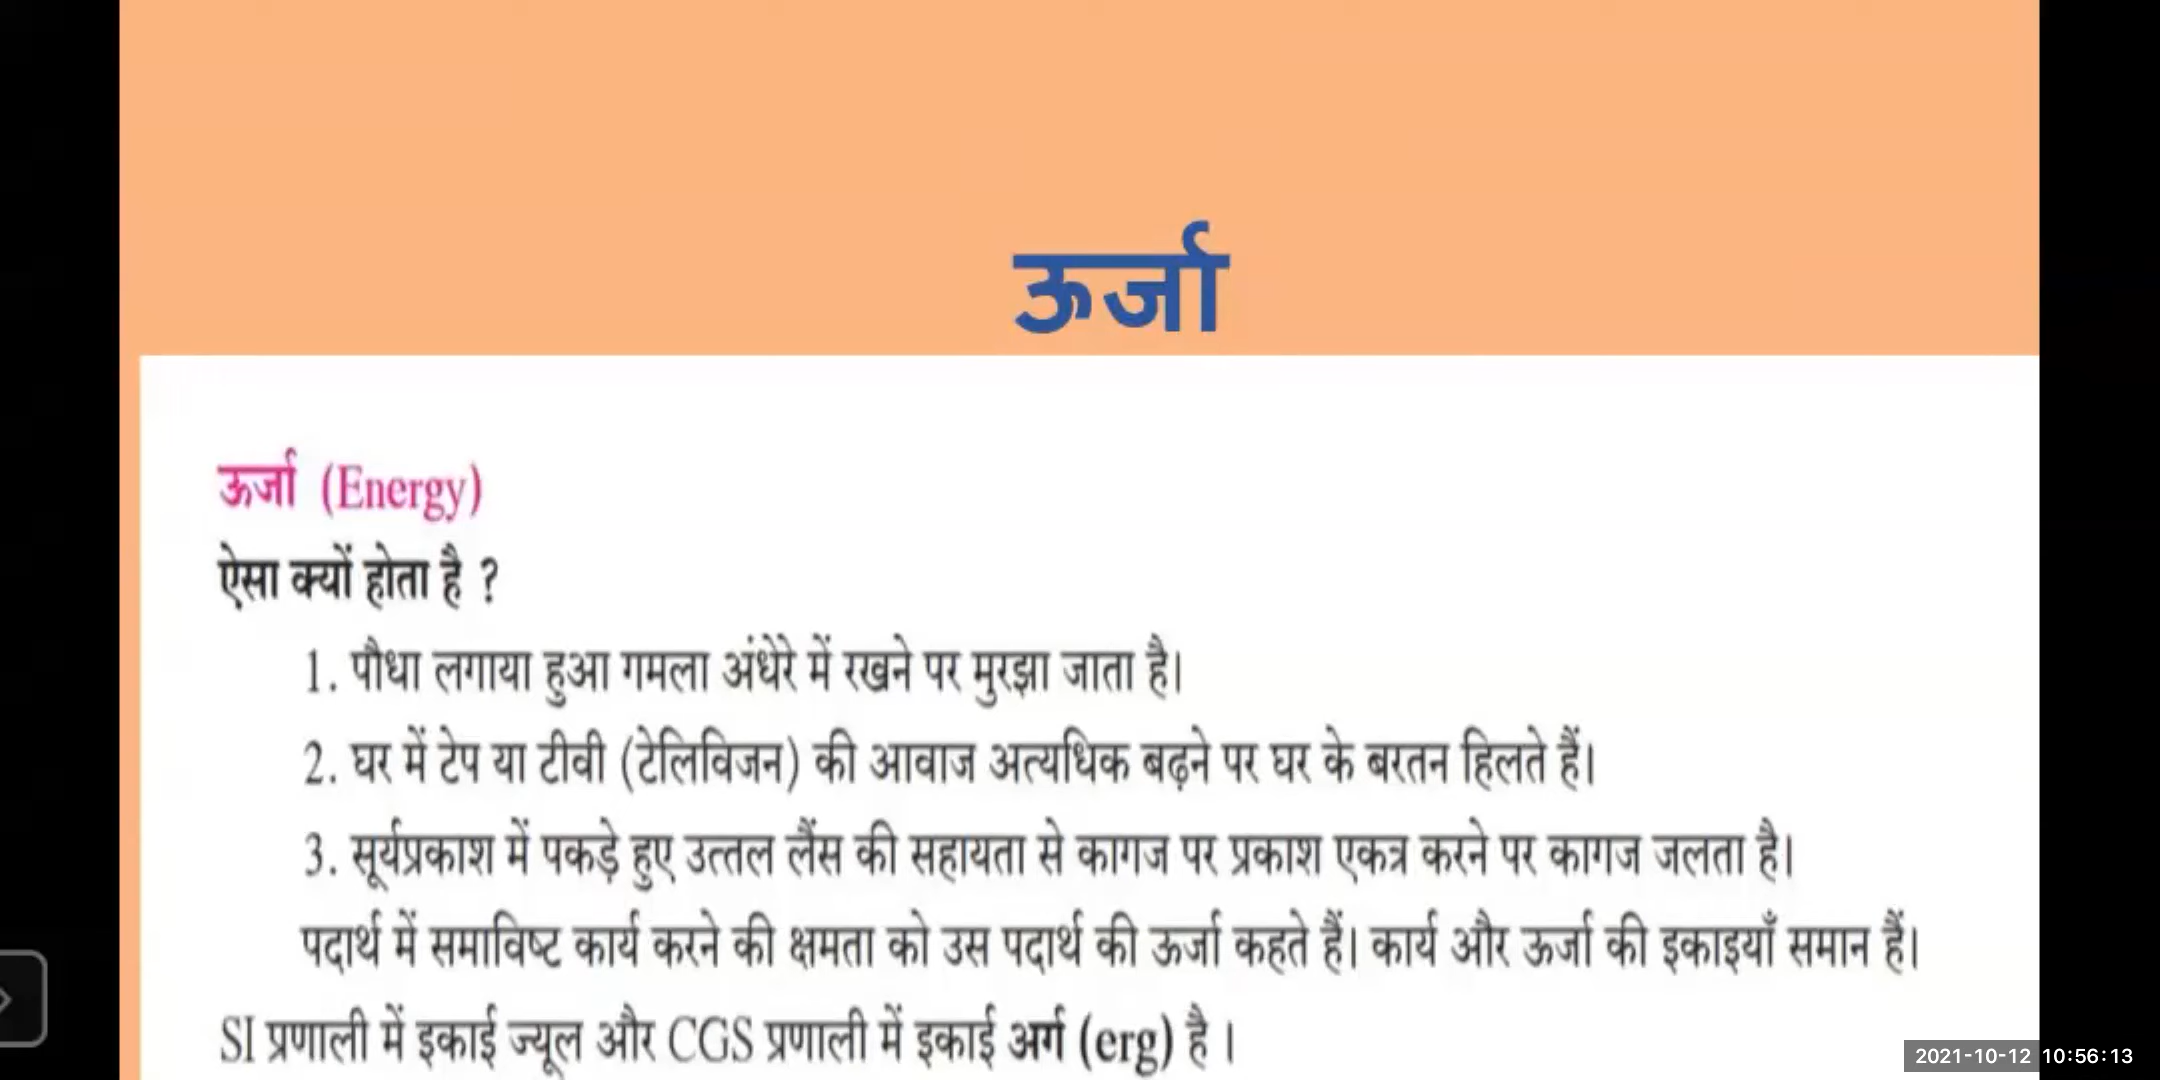 ऊर्जा
ऊर्जा (Energy)
ऐसा क्यों होता है ?
1. पौधा लगाया हुआ गमला अंधेरे में रखने पर मुरझा जाता है।
2. घर में टेप या टीवी (टेलिविजन) की आवाज अत्यधिक बढ़ने पर घर के बरतन हिलते हैं।
3. सूर्यप्रकाश में पकड़े हुए उत्तल लैंस की सहायता से कागज पर प्रकाश एकत्र करने पर कागज जलता है।
पदार्थ में समाविष्ट कार्य करने की क्षमता को उस पदार्थ की ऊर्जा कहते हैं। कार्य और ऊर्जा की इकाइयाँ समान हैं।
SI प्रणाली में इकाई ज्यूल और CGS प्रणाली में इकाई अर्ग (erg) है ।
2021-10-12 10:56:13